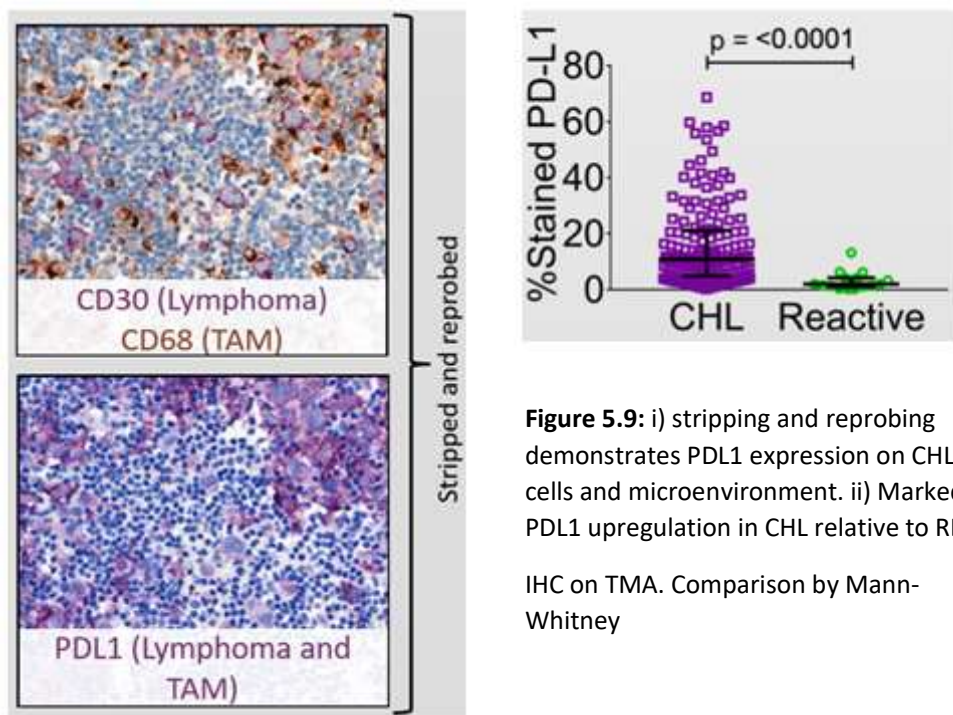 CD30 (Lymphoma)
CD68 (TAM)
PDL1 (Lymphoma and
TAM)
Stripped and reprobed
p = <0.0001
%Stained PD-L1
80
60
40
20
0
CHL Reactive
Figure 5.9: i) stripping and reprobing
demonstrates PDL1 expression on CHL
cells and microenvironment. ii)
PDL1 upregulation in CHL relative to
IHC on TMA. Comparison by Mann-
Whitney